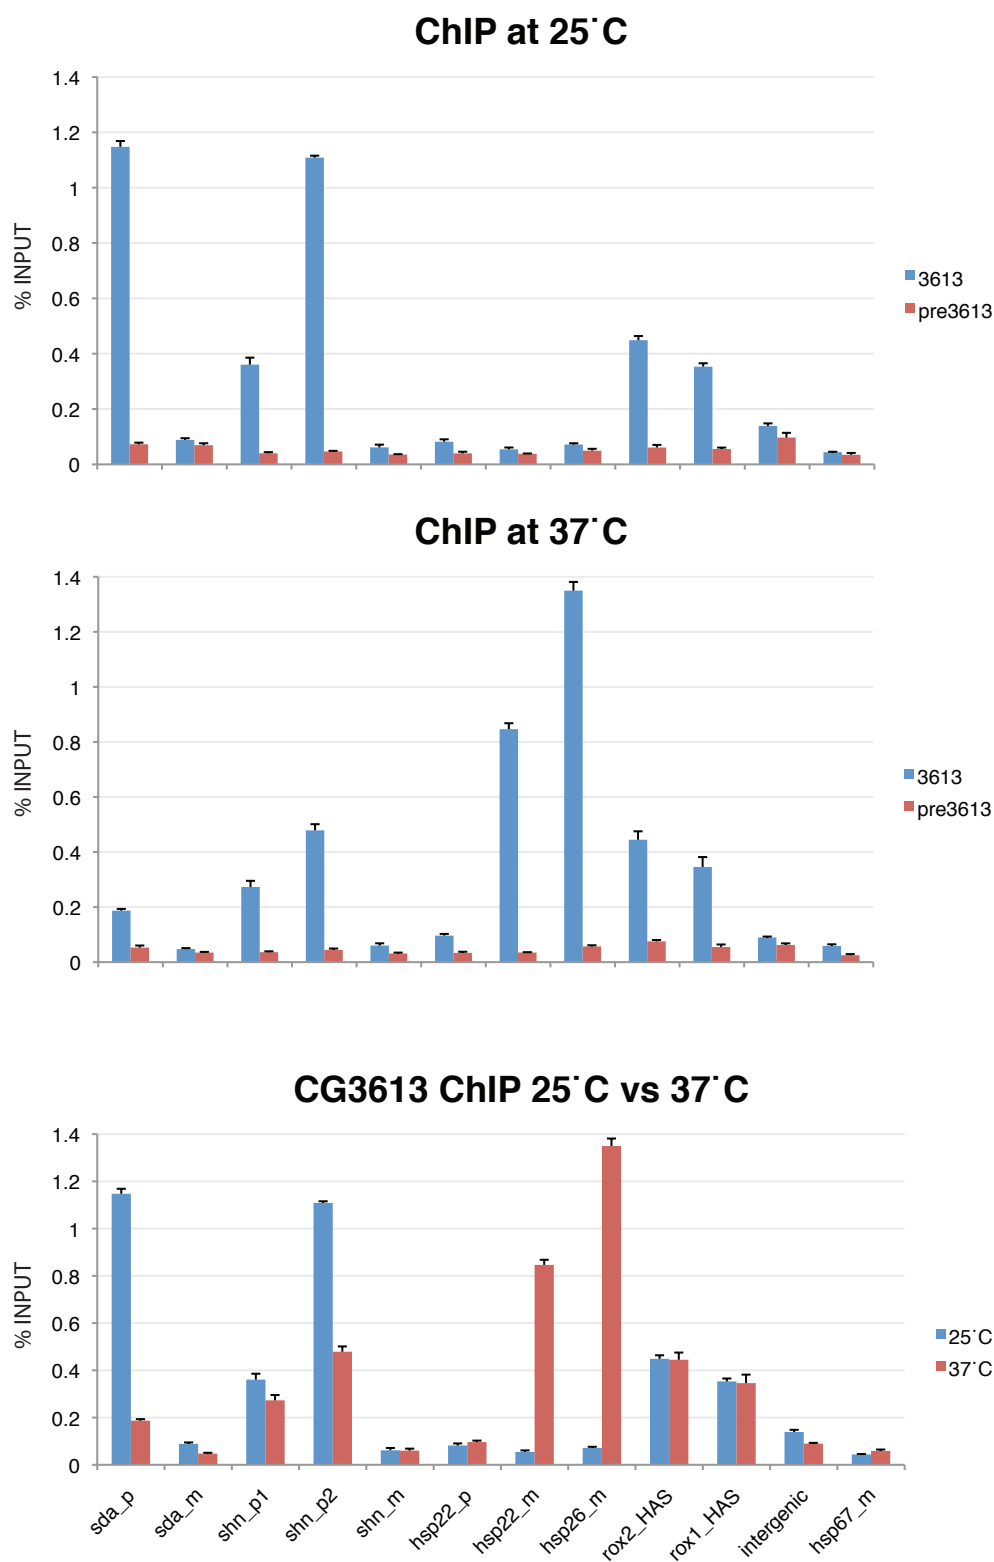 ChIP at 25˙C
1.4
1.2
1
0.8
0.6
0.4
0.2
0
% INPUT
3613
pre3613
ChIP at 37˙C
1.4
1.2
1
0.8
0.6
0.4
0.2
0
% INPUT
3613
pre3613
CG3613 ChIP 25˙C vs 37˙C
1.4
1.2
1
0.8
0.6
0.4
0.2
0
% INPUT
25˙C
37˙C
sda_p
sda_m
shn_p1
shn_p2
shn_m
hsp22_p
hsp22_m
hsp26_m
rox2_HAS
rox1_HAS
intergenic
hsp67_m